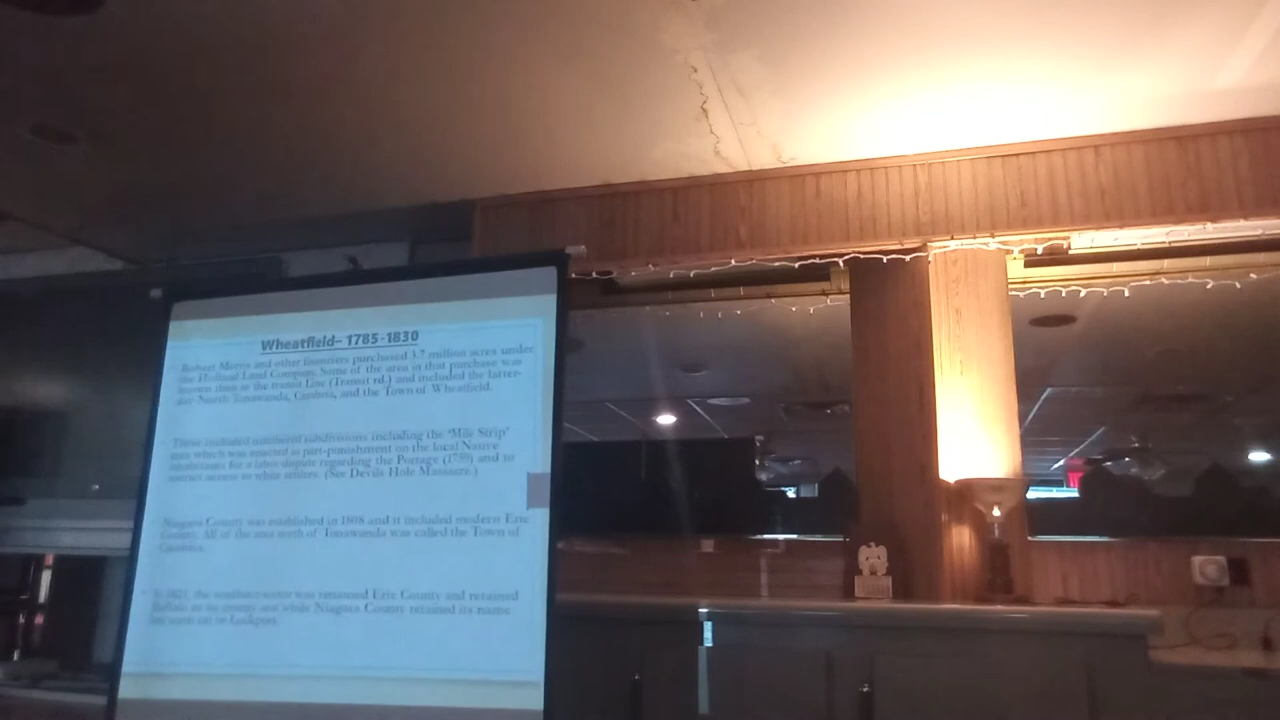 Wheatfield– 1785-1830
Robert Morris and other financiers purchased 3.7 million acres under
the Holland Land Company. Some of the area in that purchase was
known then as the transit Line (Transit rd.) and included the latter-
day North Tonawanda, Cambria, and the Town of Wheatfield.
These included number of subdivisions including the "Mile Strip"
area which was enacted as part-punishment on the local Native
inhabitants for a labor dispute regarding the Portage (1759) and to
restrict access to white settlers. (See Devils Hole Massacre.)
Niagara County was established in 1808 and it included modern Erie
County. All of the area north of Tonawanda was called the Town of
Cambria.
In 1821, the southern sector was renamed Erie County and retained
Buffalo as its county seat while Niagara County retained its name
seat in Lockport.